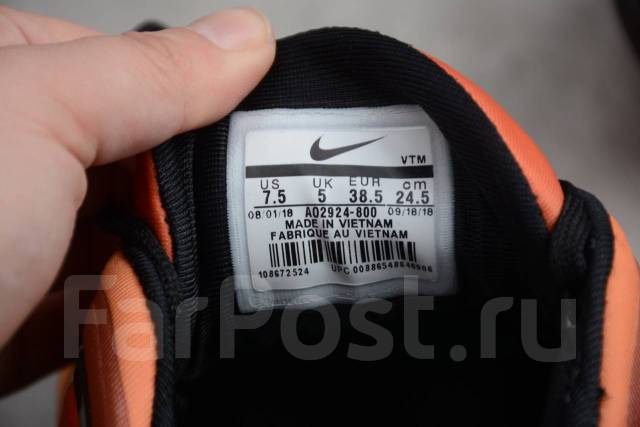 VTM
US UK EUR cm
7.5 5 38.5 24.5
08/01/18 AO2924-800 09/18/18
MADE IN VIETNAM
FABRIQUE AU VIETNAM
108672524
FarPost.ru